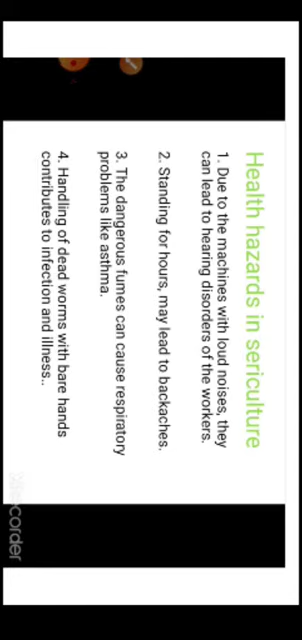 Health hazards in sericulture
1. Due to the machines with loud noises, they
can lead to hearing disorders of the workers.
2. Standing for hours, may lead to backaches.
3. The dangerous fumes can cause respiratory
problems like asthma.
4. Handling of dead worms with bare hands
contributes to infection and illness..
corder